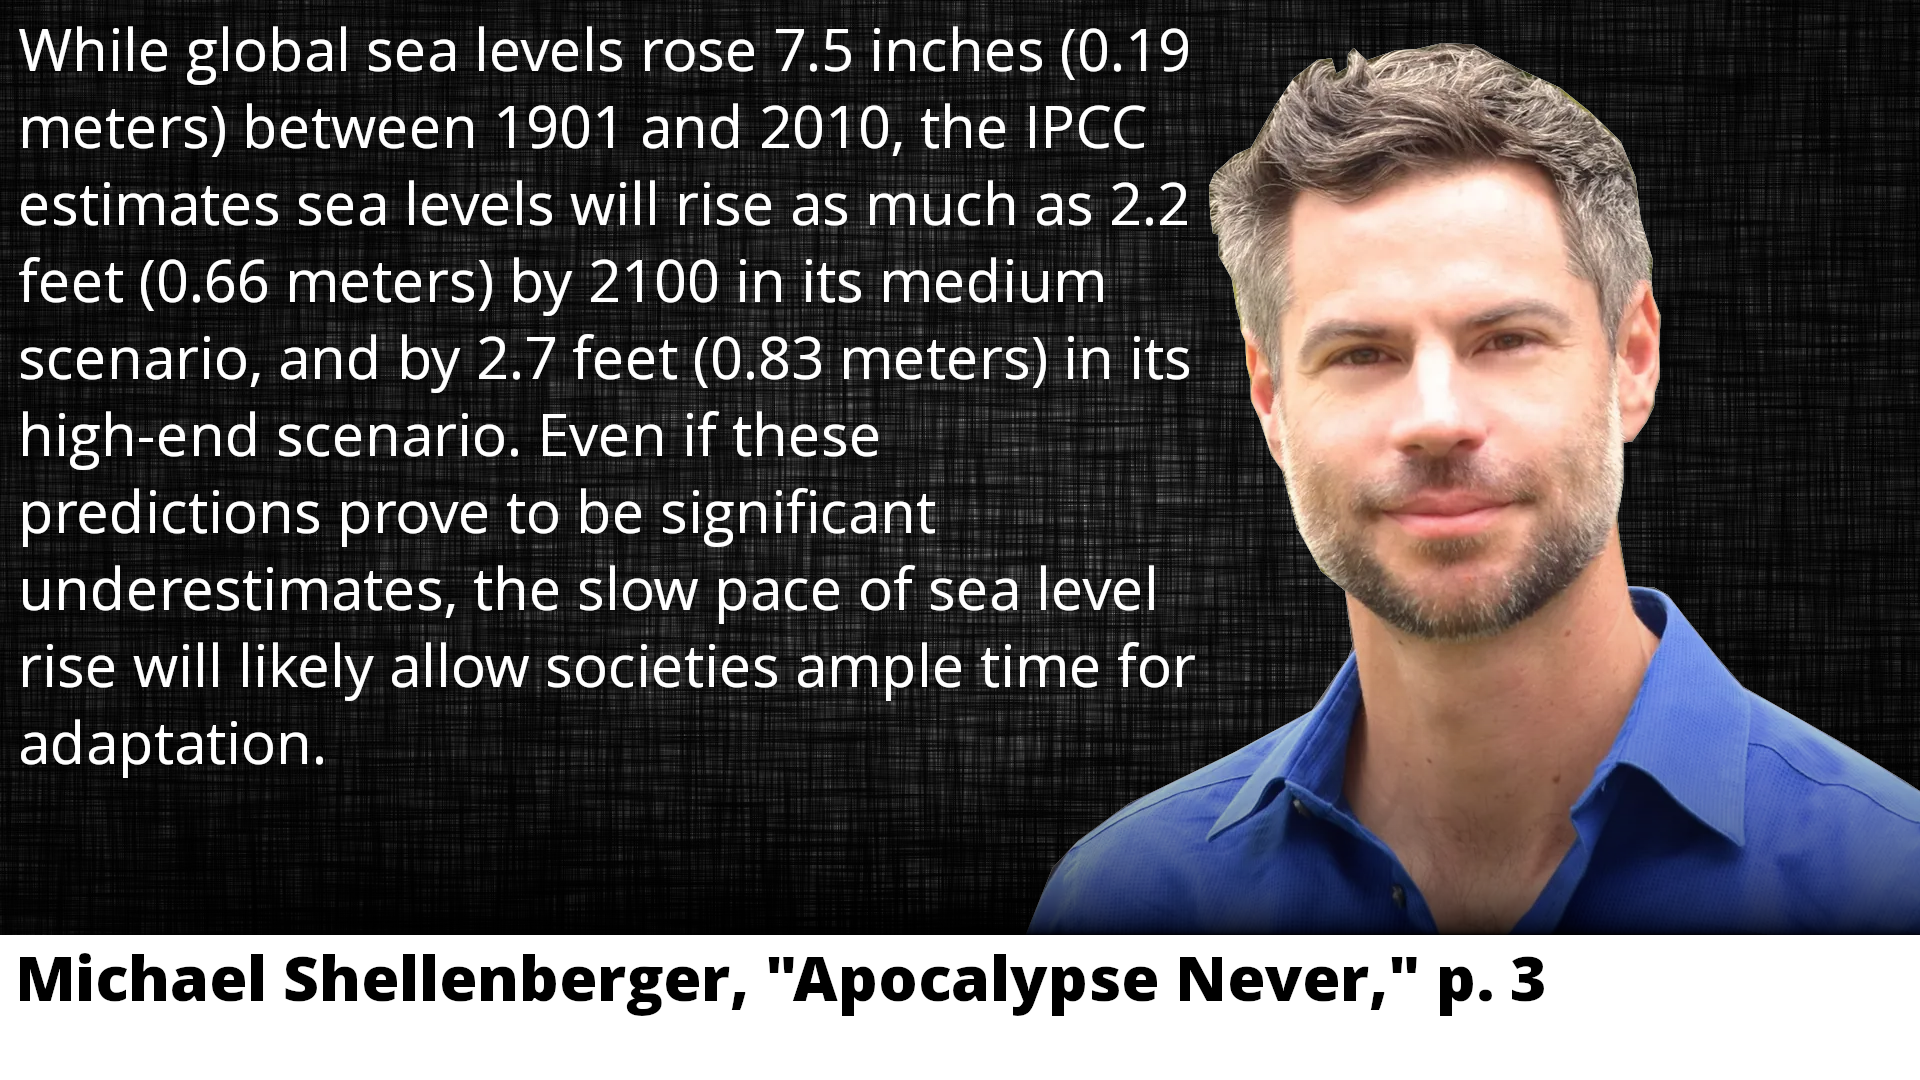 While global sea levels rose 7.5 inches (0.19
meters) between 1901 and 2010, the IPCC
estimates sea levels will rise as much as 2.2
feet (0.66 meters) by 2100 in its medium
scenario, and by 2.7 feet (0.83 meters) in its
high-end scenario. Even if these
predictions prove to be significant
underestimates, the slow pace of sea level
rise will likely allow societies ample time for
adaptation.
Michael Shellenberger, "Apocalypse Never," p. 3